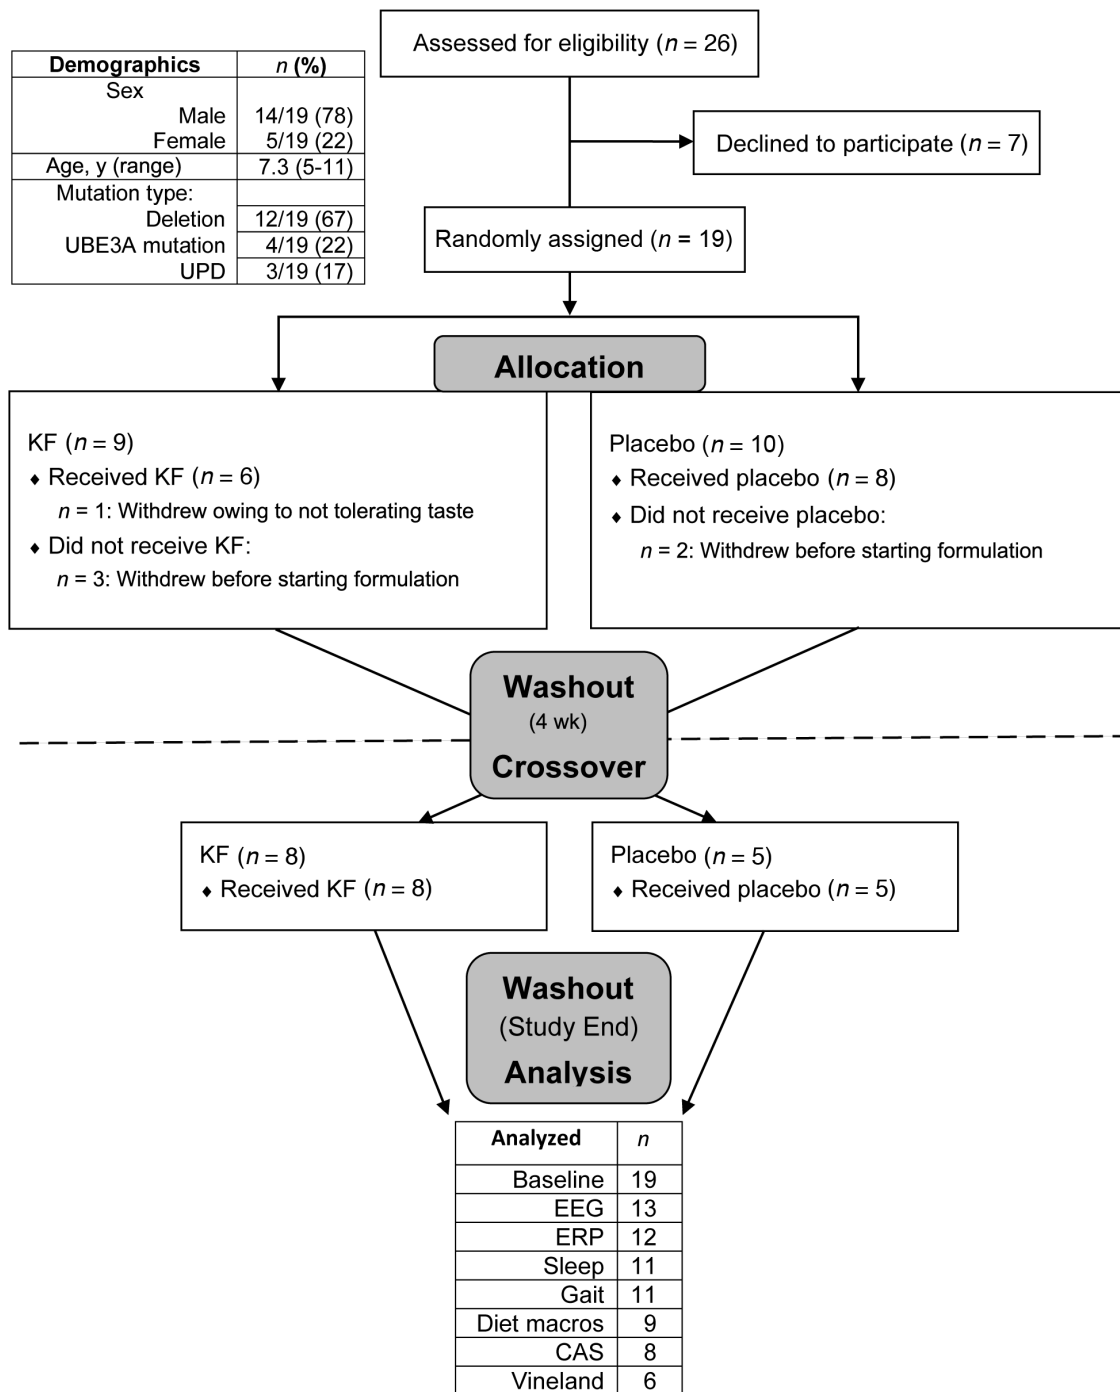 Assessed for eligibility (n = 26)
Demographics n (%)
Sex
Male 14/19 (78)
Female 5/19 (22)
Age, y (range) 7.3 (5-11)
Mutation type:
Deletion 12/19 (67)
UBE3A mutation 4/19 (22)
UPD 3/19 (17)
Declined to participate (n = 7)
Randomly assigned (n = 19)
Allocation
KF (n = 9)
♦ Received KF (n = 6)
n = 1: Withdrew owing to not tolerating taste
♦ Did not receive KF:
n = 3: Withdrew before starting formulation
Placebo (n = 10)
♦ Received placebo (n = 8)
♦ Did not receive placebo:
n = 2: Withdrew before starting formulation
Washout
(4 wk)
Crossover
KF (n = 8)
♦ Received KF (n = 8)
Placebo (n = 5)
♦ Received placebo (n = 5)
Washout
(Study End)
Analysis
Analyzed n
Baseline 19
EEG 13
ERP 12
Sleep 11
Gait 11
Diet macros 9
CAS 8
Vineland 6